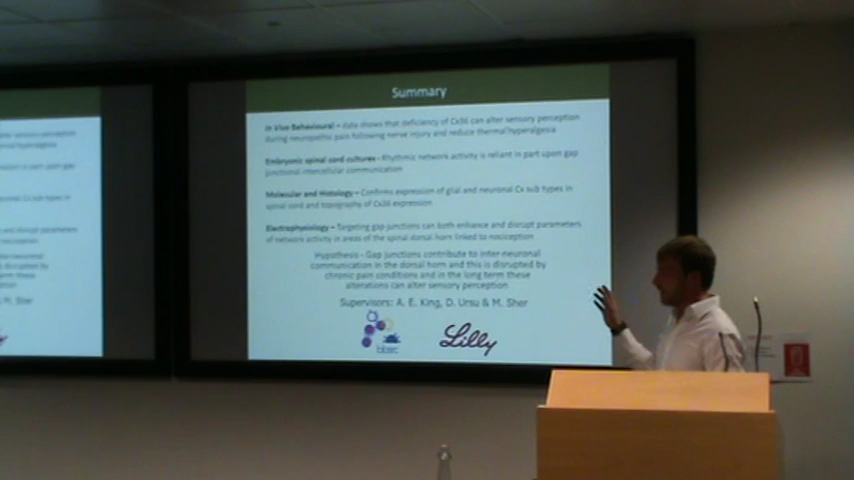 Summary
In Vivo Behavioural – data shows that deficiency of Cx36 can alter sensory perception
during neuropathic pain following nerve injury and reduce thermal hyperalgesia
Embryonic spinal cord cultures - Rhythmic network activity is reliant in part upon gap
junctional intercellular communication
Molecular and Histology – Confirms expression of glial and neuronal Cx sub types in
spinal cord and topography of Cx36 expression
Electrophysiology – Targeting gap junctions can both enhance and disrupt parameters
of network activity in areas of the spinal dorsal horn linked to nociception
Hypothesis - Gap junctions contribute to inter-neuronal
communication in the dorsal horn and this is disrupted by
chronic pain conditions and in the long term these
alterations can alter sensory perception
Supervisors: A. E. King, D. Ursu & M. Sher
bbsrc
Lilly